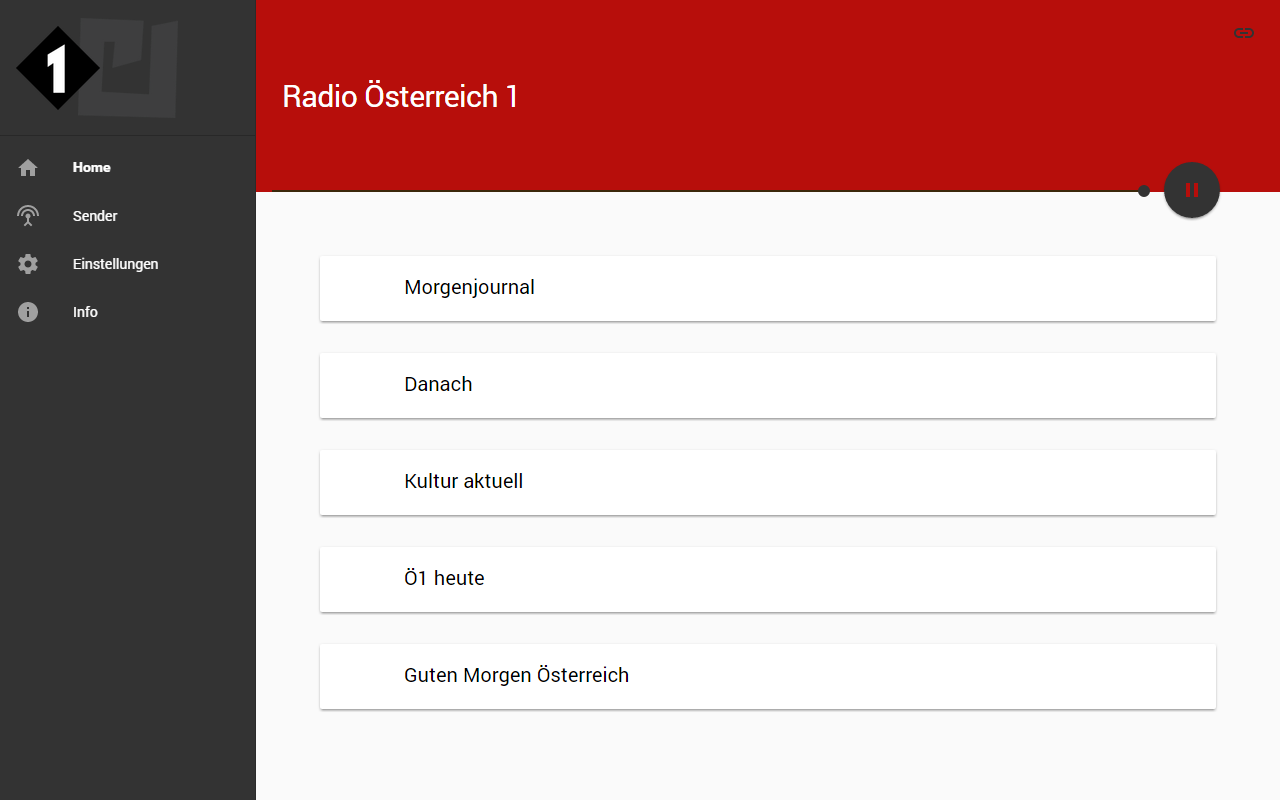 1
Home
Sender
Einstellungen
Info
Radio Österreich 1
Morgenjournal
Danach
Kultur aktuell
Ö1 heute
Guten Morgen Österreich